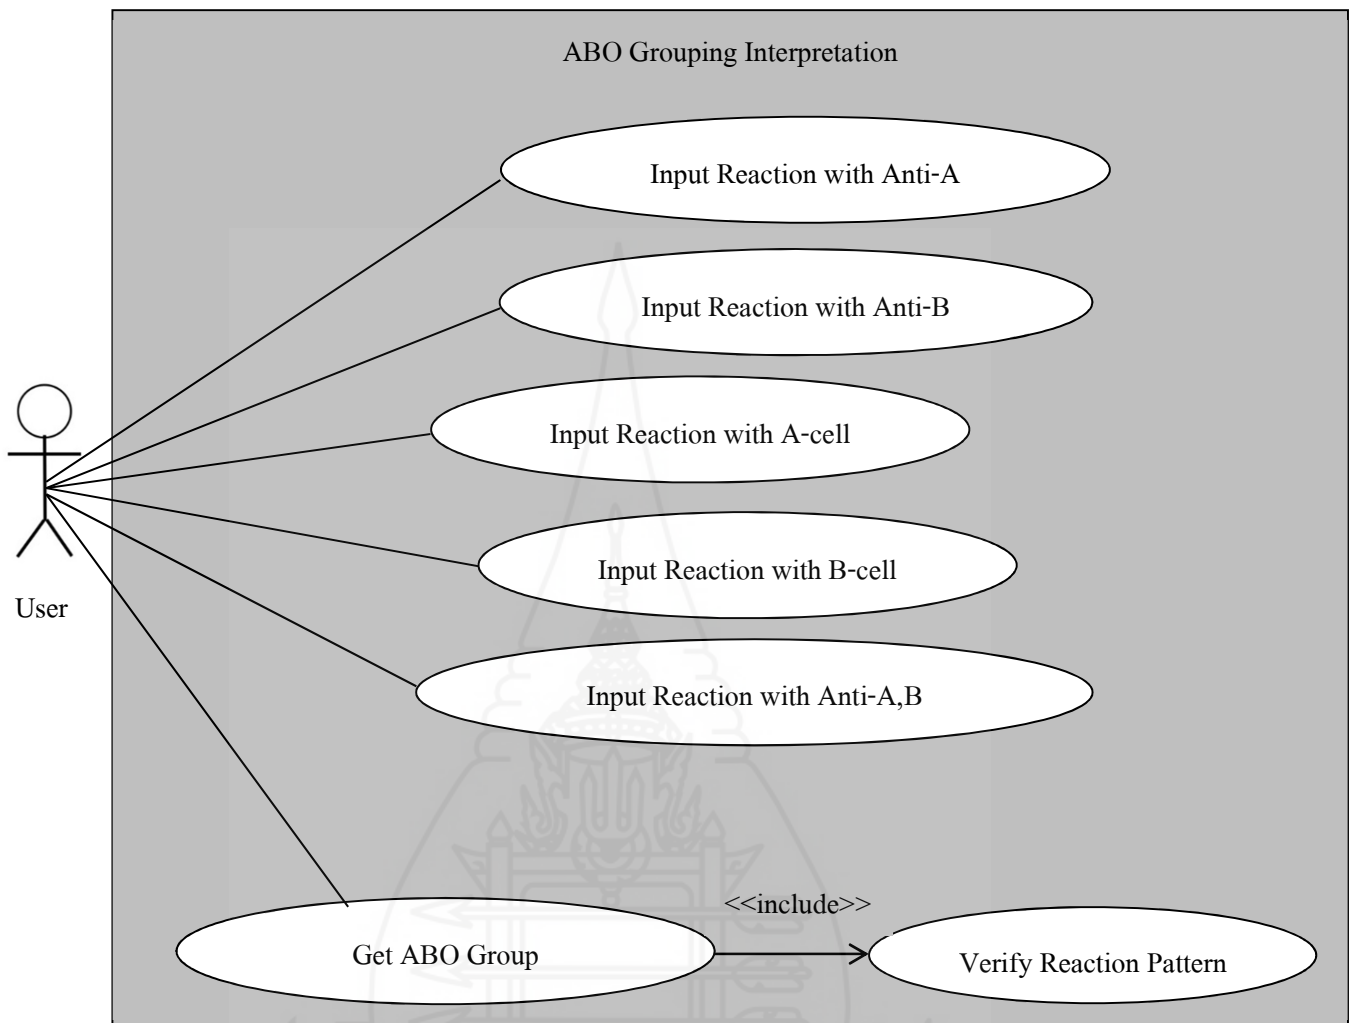 ABO Grouping Interpretation
Input Reaction with Anti-A
Input Reaction with Anti-B
Input Reaction with A-cell
Input Reaction with B-cell
User
Input Reaction with Anti-A,B
<<include>>
Get ABO Group
Verify Reaction Pattern